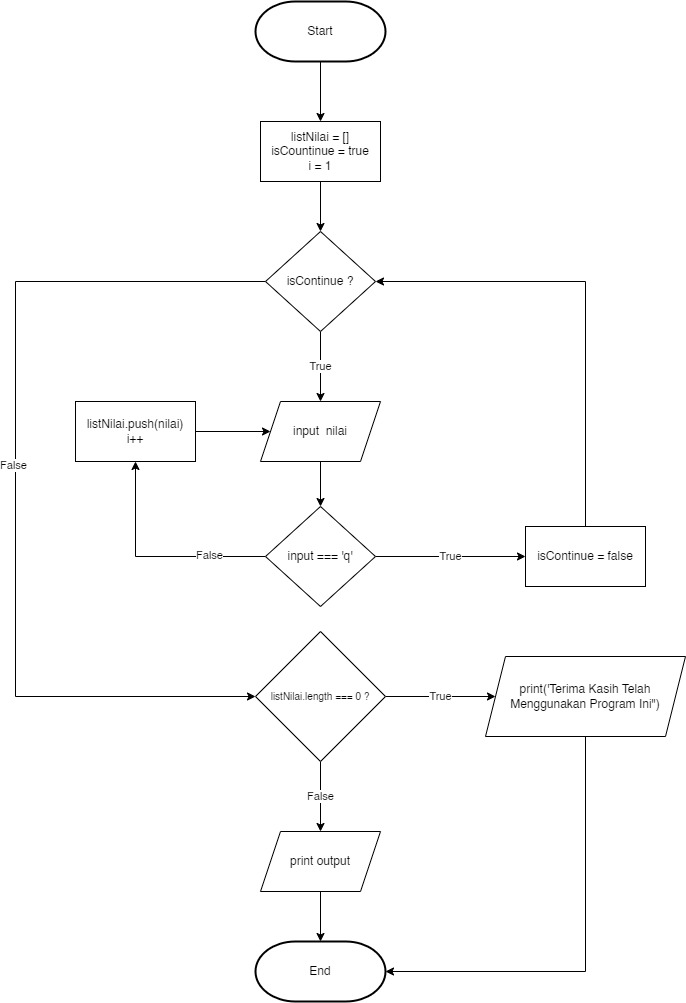 Start
listNilai = []
isCountinue = true
i = 1
isContinue ?
True
listNilai.push(nilai)
i++
input  nilai
False
input === 'q'
False
True
isContinue = false
listNilai.length === 0 ?
True
print('Terima Kasih Telah
Menggunakan Program Ini")
False
print output
End